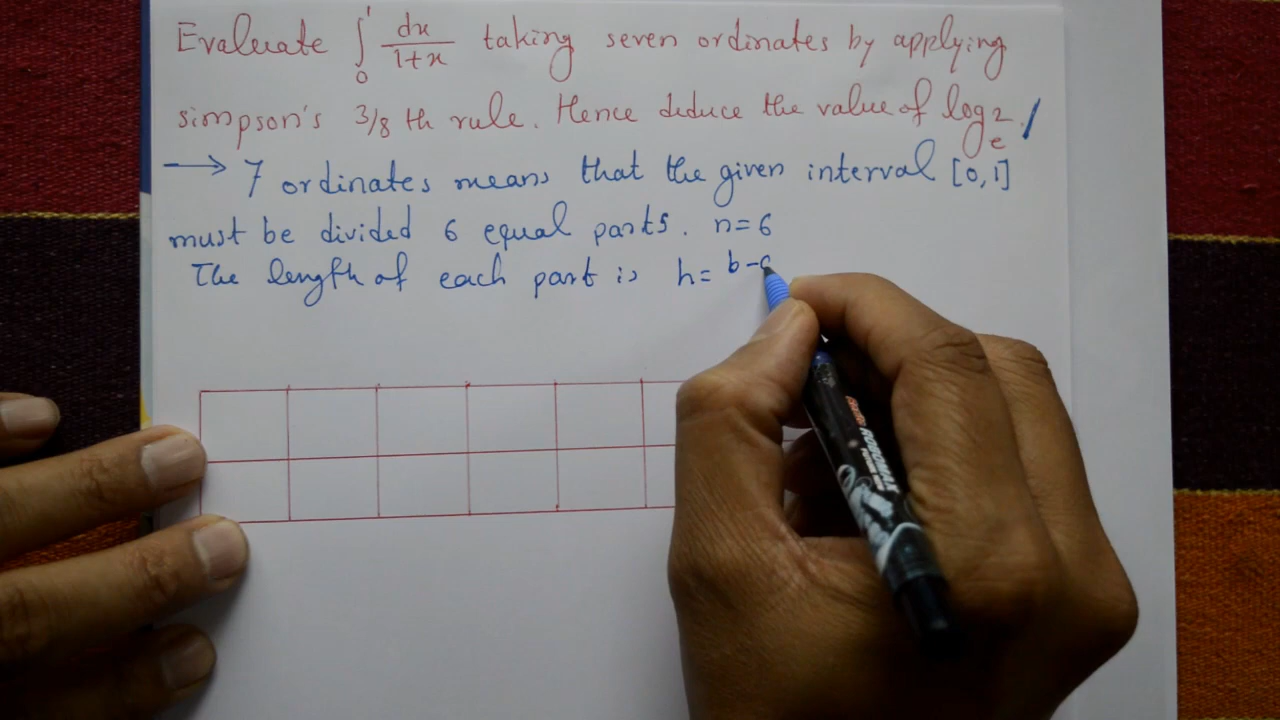 Evaluate ∫₀¹ dx/1+x taking seven ordinates by applying
simpson's 3/8 th rule. Hence deduce the value of logₑ2.
→ 7 ordinates means that the given interval [0,1]
must be divided 6 equal parts. n=6
The length of each part is h= b-